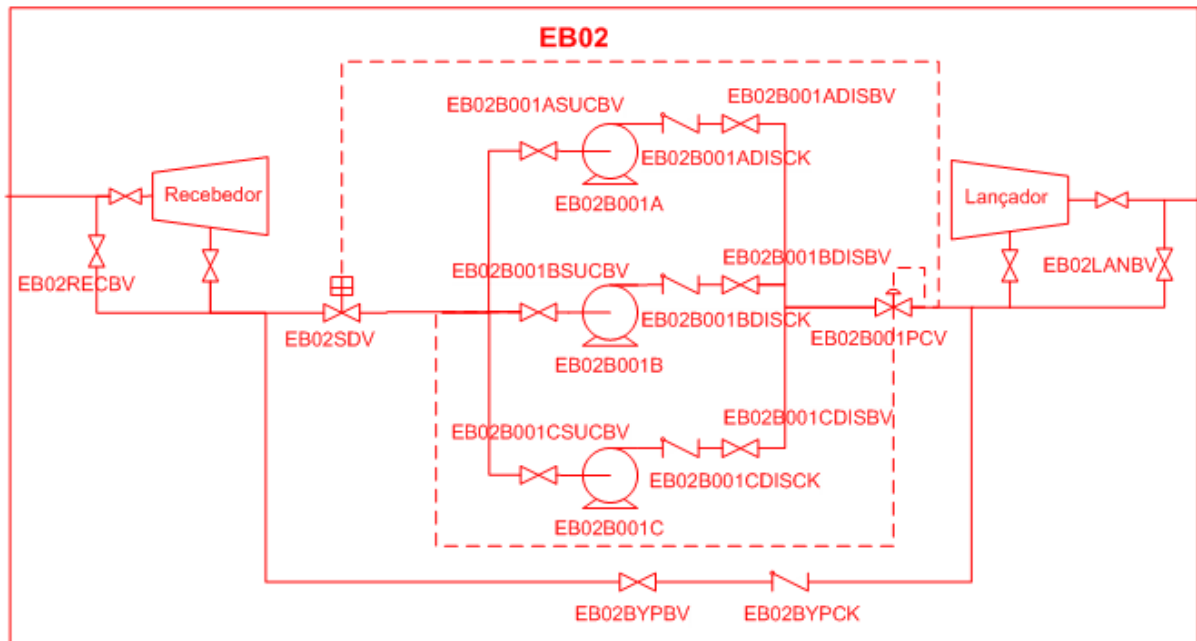 EB02
EB02B001ADISBV
EB02B001ASUCBV
EB02B001ADISCK
Recebedor
Lançador
EB02B001A
EB02B001BDISBV
EB02RECBV
EB02B001BSUCBV
EB02LANBV
EB02B001BDISCK
EB02SDV
EB02B001PCV
EB02B001B
EB02B001CDISBV
EB02B001CSUCBV
EB02B001CDISCK
EB02B001C
EB02BYPBV
EB02BYPCK